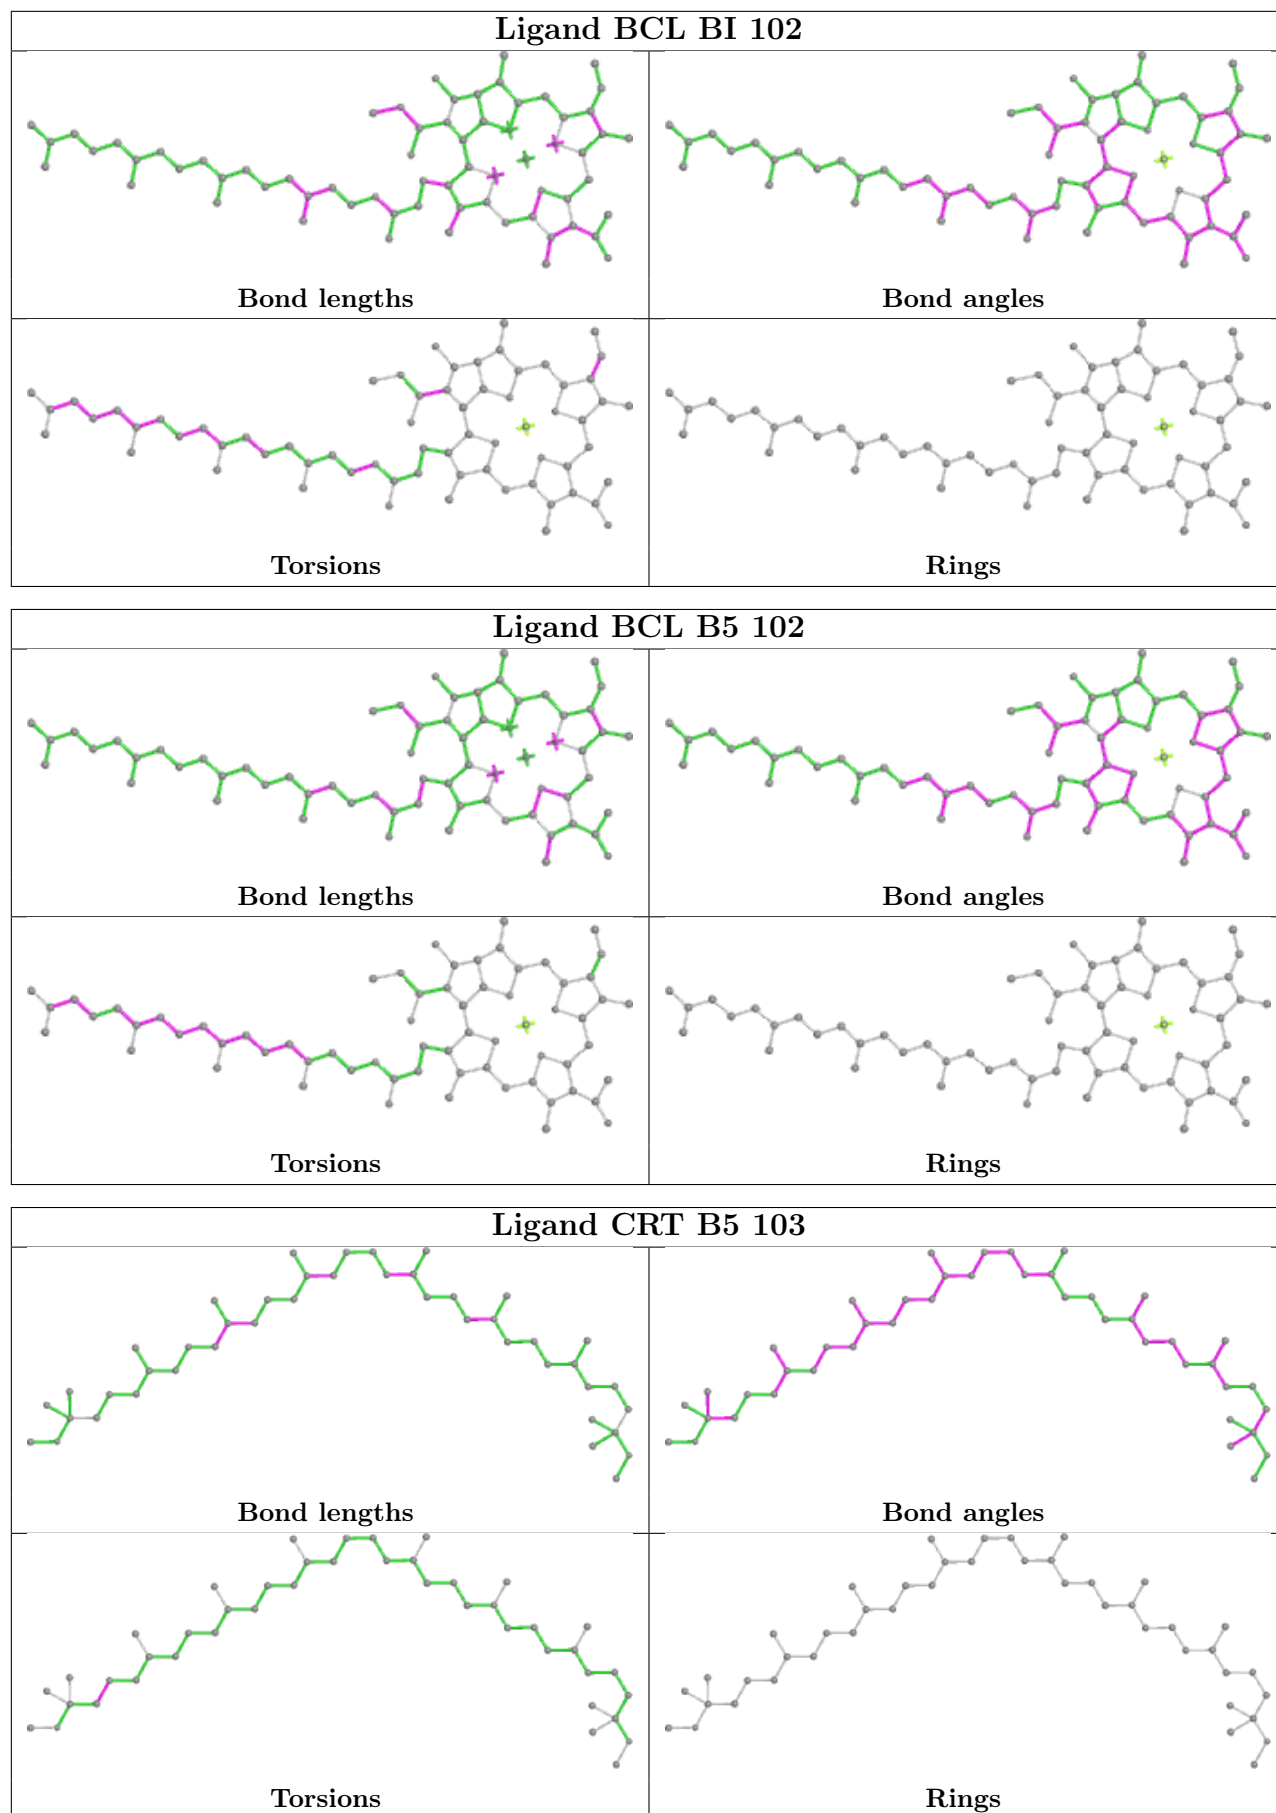 Ligand BCL BI 102
Bond lengths
Bond angles
Torsions
Rings
Ligand BCL B5 102
Bond lengths
Bond angles
Torsions
Rings
Ligand CRT B5 103
Bond lengths
Bond angles
Torsions
Rings